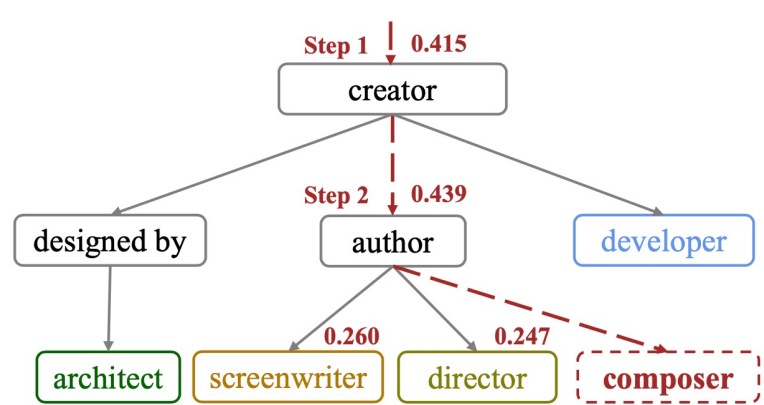 Step 1 0.415
creator
Step 2 0.439
designed by author developer
0.260 0.247
architect screenwriter director composer